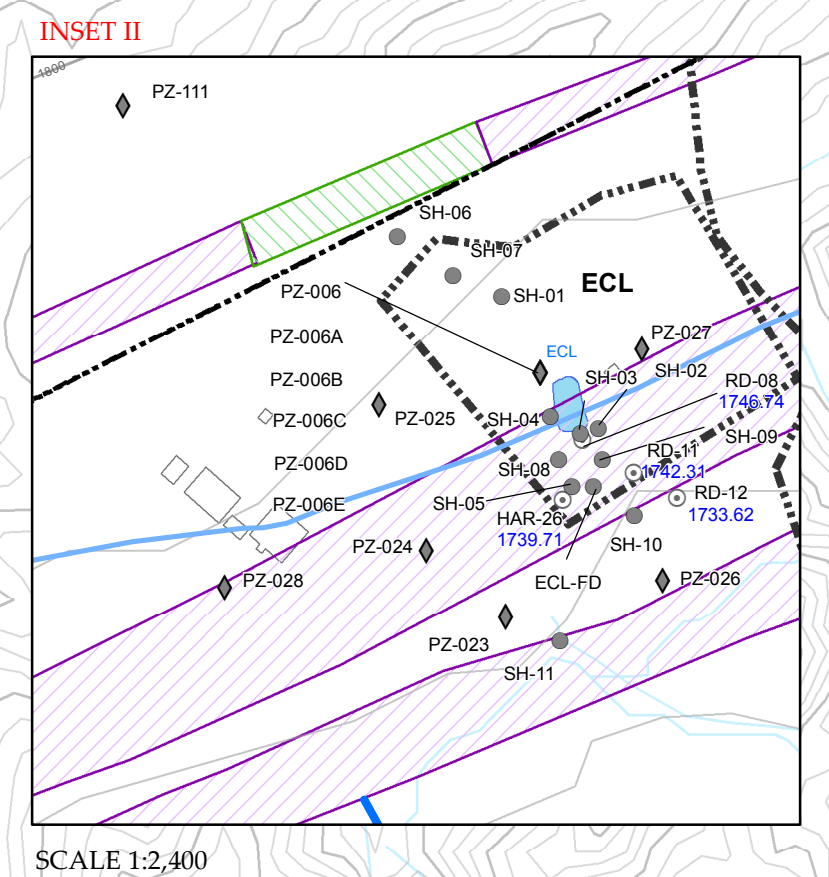 INSET II
1800
PZ-111
SH-06
SH-07
ECL
PZ-006
SH-01
PZ-006A
PZ-027
ECL
PZ-006B
SH-03
SH-02
RD-08
1746.74
PZ-006C
PZ-025
SH-04
SH-09
PZ-006D
SH-08
RD-11
1742.31
PZ-006E
SH-05
RD-12
1733.62
HAR-26
1739.71
PZ-024
SH-10
PZ-028
ECL-FD
PZ-026
PZ-023
SH-11
SCALE 1:2,400